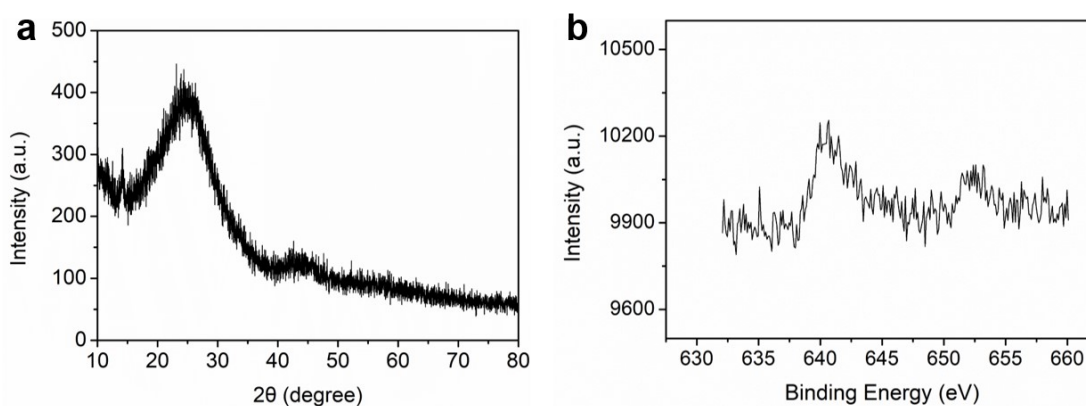 a
500
400
300
200
100
0
Intensity (a.u.)
10 20 30 40 50 60 70 80
2θ (degree)
b
10500
10200
9900
9600
Intensity (a.u.)
630 635 640 645 650 655 660
Binding Energy (eV)